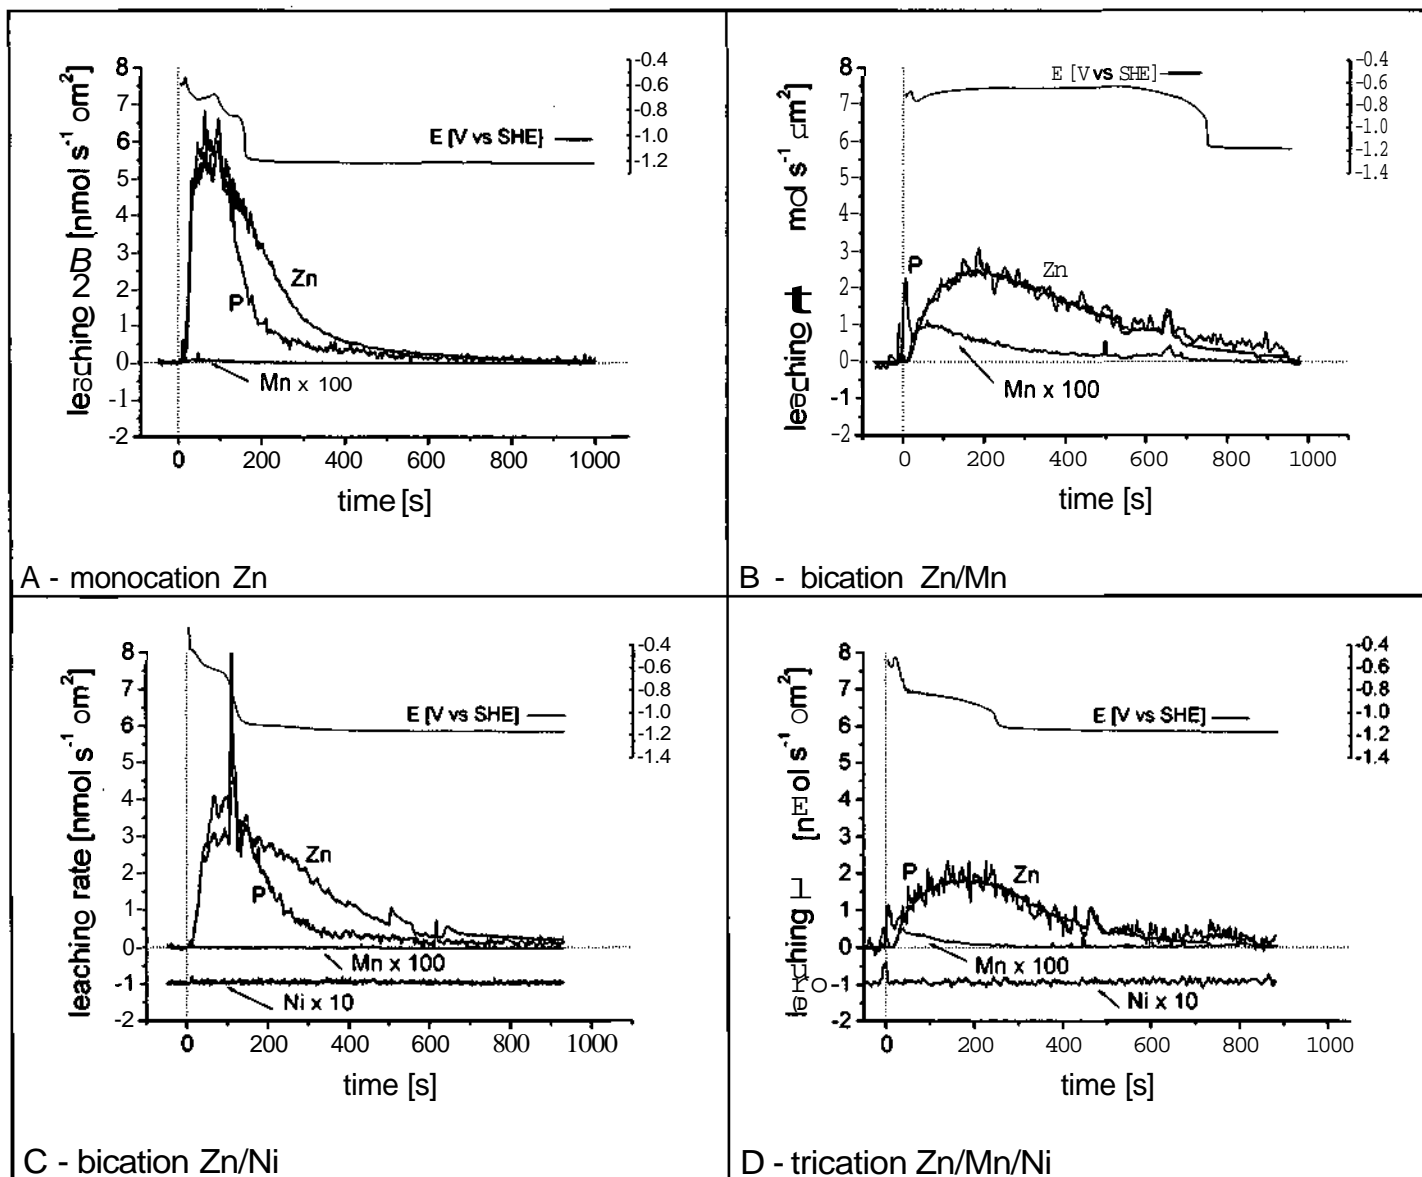 8
7
6
5
4
3
2
1
0
-1
-2
-0.4
-0.6
-0.8
-1.0
-1.2
E [V vs SHE}
Zn
P
Mn x 100
0 200 400 600 800 1000
time [s]
A - monocation Zn
8
7
6
5
4
3
2
1
0
-1
-2
-0.4
-0.6
-0.8
-1.0
-1.2
-1.4
E [V vs SHE]
P
Zn
Mn x 100
0 200 400 600 800 1000
time [s]
B - bication Zn/Mn
leaching rate [nmol s-1 om2]
8
7
6
5
4
3
2
1
0
-1
-2
-0.4
-0.6
-0.8
-1.0
-1.2
-1.4
E [V vs SHE]
Zn
P
Mn x 100
Ni x 10
0 200 400 600 800 1000
time [s]
C - bication Zn/Ni
8
7
6
5
4
3
2
1
0
-1
-2
-0.4
-0.6
-0.8
-1.0
-1.2
-1.4
E [V vs SHE]
P
Zn
Mn x 100
Ni x 10
0 200 400 600 800 1000
time [s]
D - trication Zn/Mn/Ni